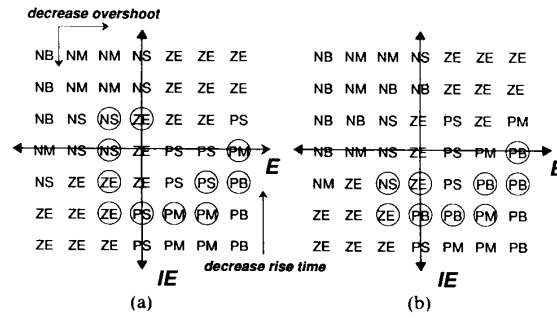 decrease overshoot
NB NM NM NS ZE ZE ZE
NB NM NM NS ZE ZE ZE
NB NS NS ZE ZE ZE PS
NM NS NS ZE PS PS PM
E
NS ZE ZE ZE PS PS PB
ZE ZE ZE PS PM PM PB
ZE ZE ZE PS PM PM PB
decrease rise time
IE
(a)
NB NM NM NS ZE ZE ZE
NB NM NB NB ZE ZE ZE
NB NB NB ZE PS ZE PM
NB NM NS ZE PS PM PB
E
NM ZE NS ZE PS PB PB
ZE ZE ZE PB PB PM PB
ZE ZE ZE PS PM PM PB
IE
(b)